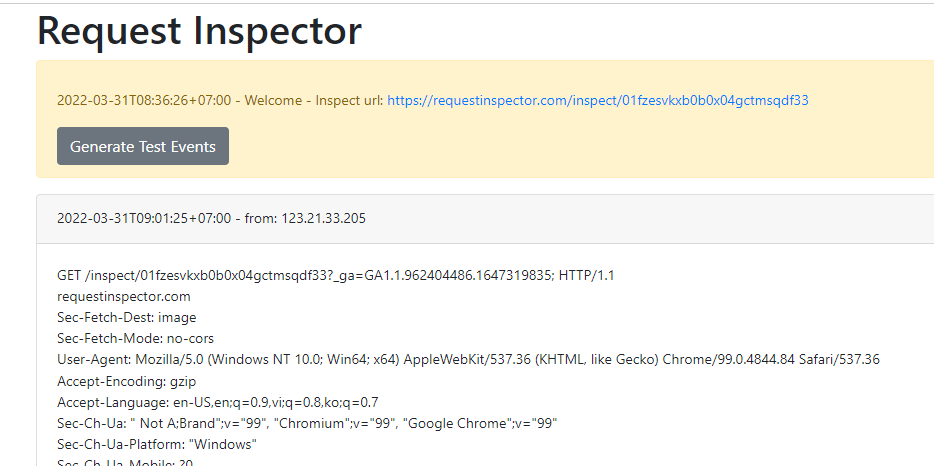 Request Inspector
2022-03-31T08:36:26+07:00 - Welcome - Inspect url: https://requestinspector.com/inspect/01fzesvkxb0b0x04gctmsqdf33
Generate Test Events
2022-03-31T09:01:25+07:00 - from: 123.21.33.205
GET /inspect/01fzesvkxb0b0x04gctmsqdf33?_ga=GA1.1.962404486.1647319835; HTTP/1.1
requestinspector.com
Sec-Fetch-Dest: image
Sec-Fetch-Mode: no-cors
User-Agent: Mozilla/5.0 (Windows NT 10.0; Win64; x64) AppleWebKit/537.36 (KHTML, like Gecko) Chrome/99.0.4844.84 Safari/537.36
Accept-Encoding: gzip
Accept-Language: en-US,en;q=0.9,vi;q=0.8,ko;q=0.7
Sec-Ch-Ua: " Not A;Brand";v="99", "Chromium";v="99", "Google Chrome";v="99"
Sec-Ch-Ua-Platform: "Windows"
Sec-Ch-Ua-Mobile: